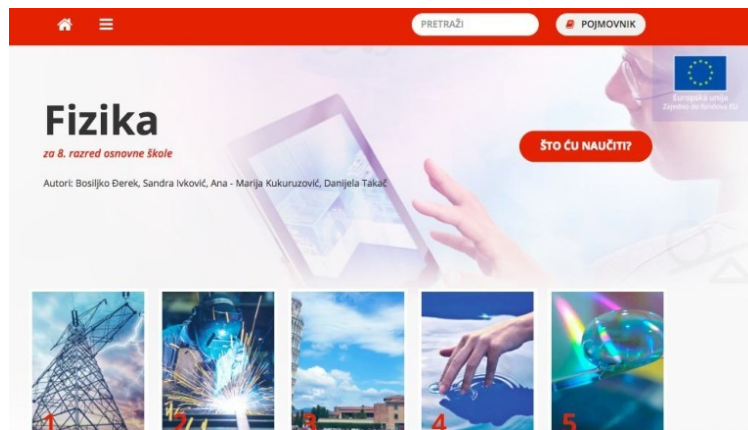 PRETRAŽI
POJMOVNIK
Europska unija
Zajedno do fondova EU
Fizika
ŠTO ĆU NAUČITI?
za 8. razred osnovne škole
Autori: Bosiljko Đerek, Sandra Ivković, Ana - Marija Kukuruzović, Danijela Takač
1
2
3
4
5